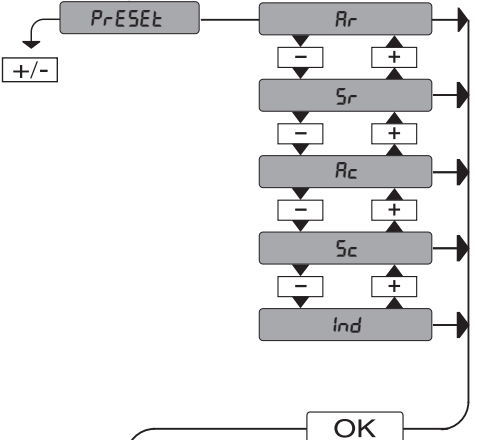 PrESEt Ar
- +
+/-
Sr
- +
Ac
- +
Sc
- +
Ind
OK